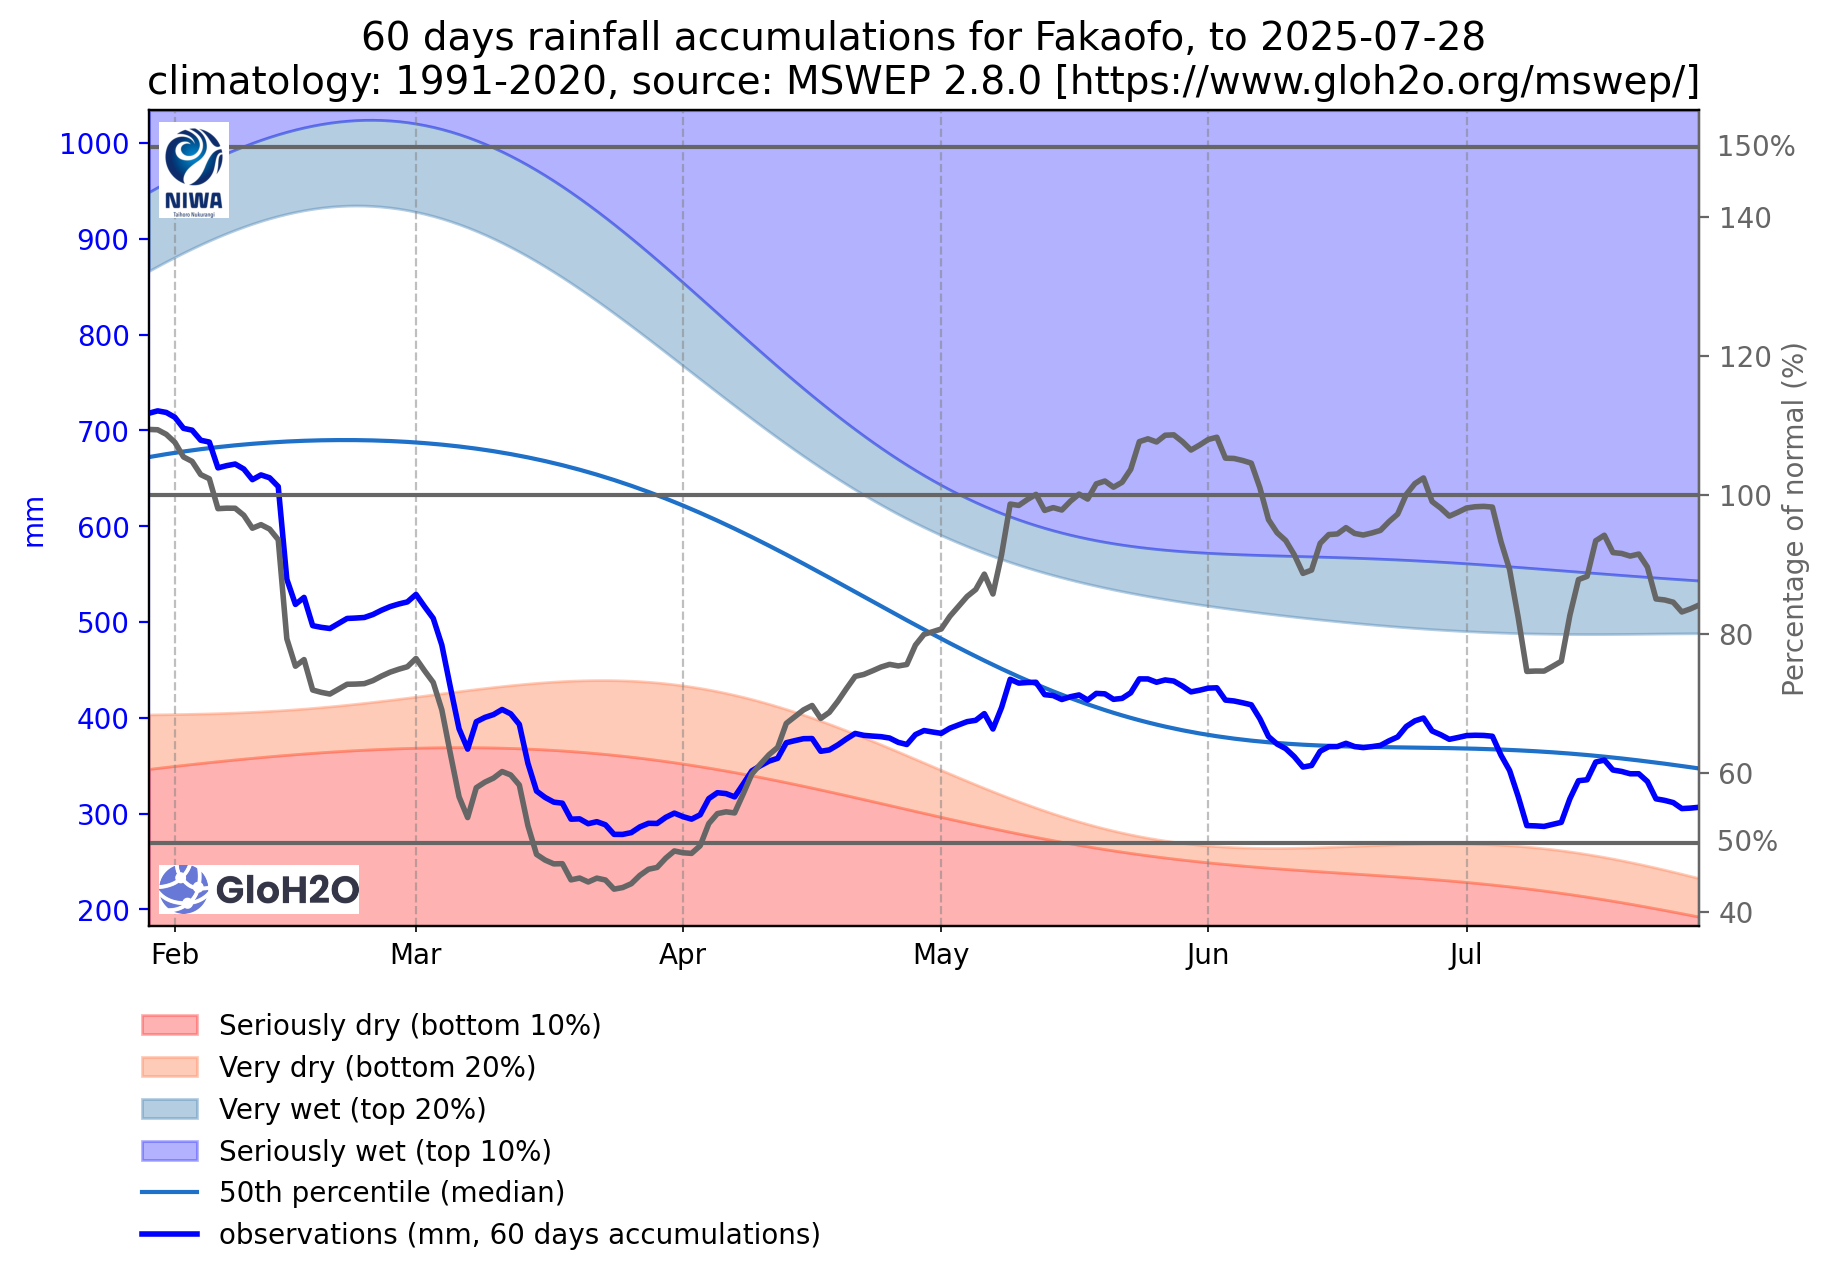 60 days rainfall accumulations for Fakaofo, to 2025-07-28
climatology: 1991-2020, source: MSWEP 2.8.0 [https://www.gloh2o.org/mswep/]
1000
900
800
700
600
500
400
300
200
mm
150%
140
120
100
80
60
50%
40
Percentage of normal (%)
NIWA
Taihoro Nukurangi
GloH2O
Feb
Mar
Apr
May
Jun
Jul
Seriously dry (bottom 10%)
Very dry (bottom 20%)
Very wet (top 20%)
Seriously wet (top 10%)
50th percentile (median)
observations (mm, 60 days accumulations)